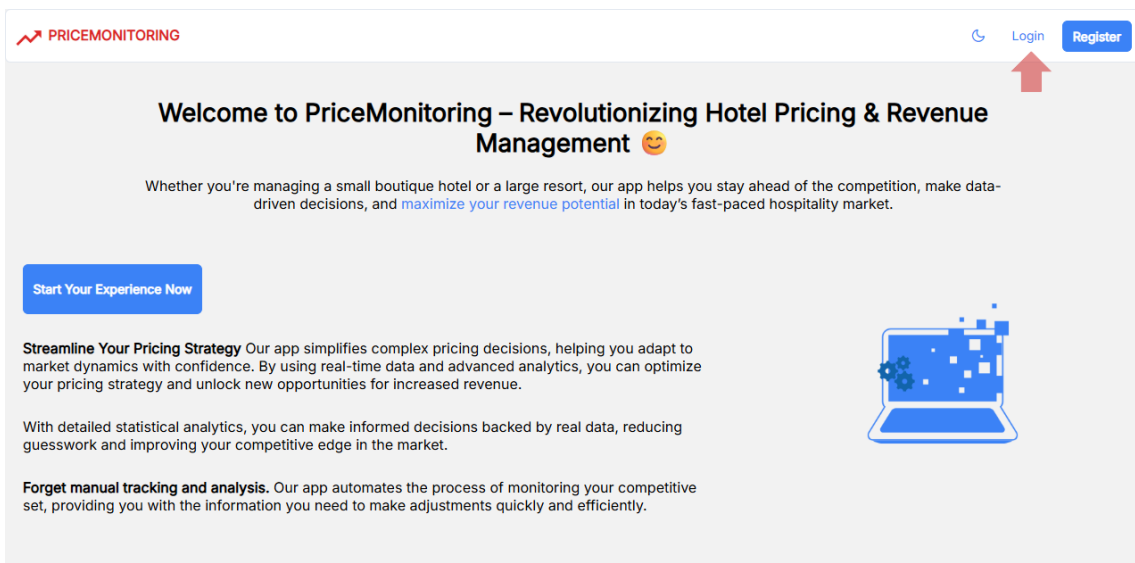 PRICEMONITORING
Login
Register
Welcome to PriceMonitoring – Revolutionizing Hotel Pricing & Revenue
Management 😊
Whether you're managing a small boutique hotel or a large resort, our app helps you stay ahead of the competition, make data-
driven decisions, and maximize your revenue potential in today's fast-paced hospitality market.
Start Your Experience Now
Streamline Your Pricing Strategy Our app simplifies complex pricing decisions, helping you adapt to
market dynamics with confidence. By using real-time data and advanced analytics, you can optimize
your pricing strategy and unlock new opportunities for increased revenue.
With detailed statistical analytics, you can make informed decisions backed by real data, reducing
guesswork and improving your competitive edge in the market.
Forget manual tracking and analysis. Our app automates the process of monitoring your competitive
set, providing you with the information you need to make adjustments quickly and efficiently.